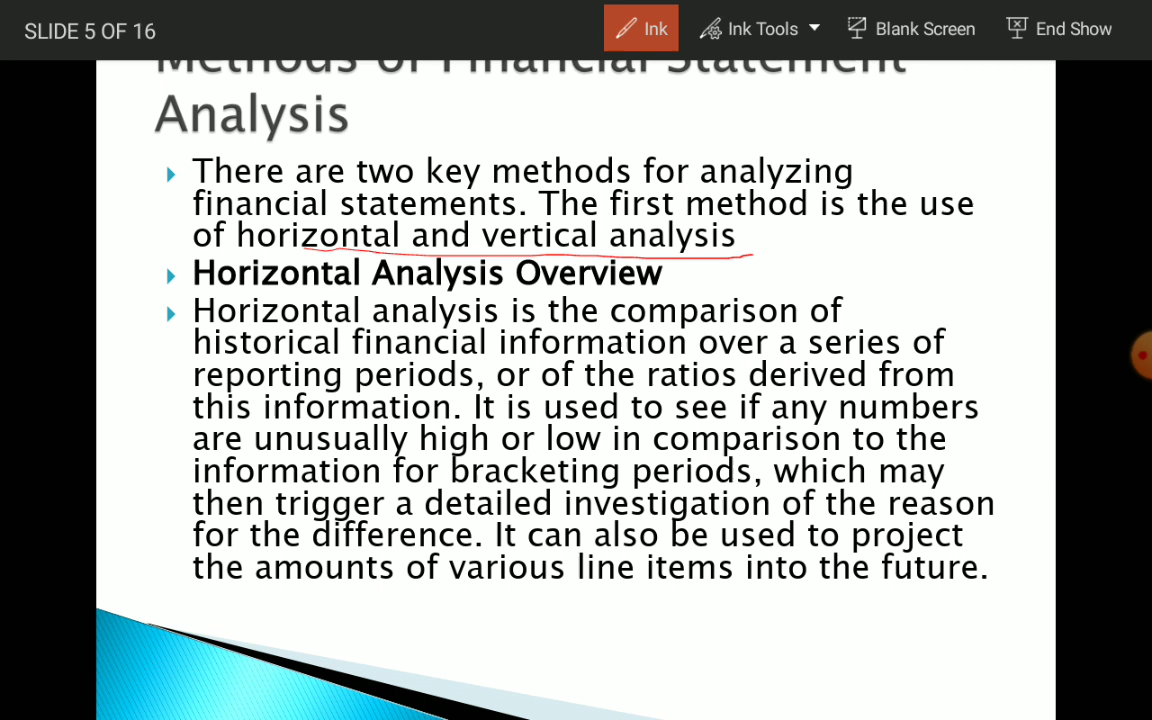 SLIDE 5 OF 16
Ink
Ink Tools
Blank Screen
End Show
Methods of Financial Statement
Analysis
There are two key methods for analyzing
financial statements. The first method is the use
of horizontal and vertical analysis
Horizontal Analysis Overview
Horizontal analysis is the comparison of
historical financial information over a series of
reporting periods, or of the ratios derived from
this information. It is used to see if any numbers
are unusually high or low in comparison to the
information for bracketing periods, which may
then trigger a detailed investigation of the reason
for the difference. It can also be used to project
the amounts of various line items into the future.